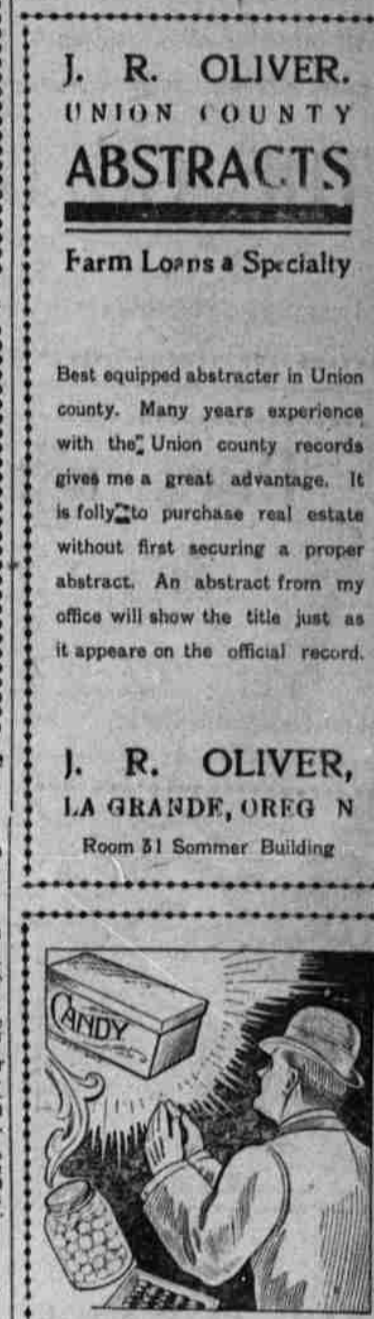 J. R. OLIVER.
UNION COUNTY
ABSTRACTS
Farm Loans a Specialty
Best equipped abstracter in Union
county. Many years experience
with the Union county records
gives me a great advantage. It
is folly to purchase real estate
without first securing a proper
abstract. An abstract from my
office will show the title just as
it appeare on the official record.
J. R. OLIVER,
LA GRANDE, OREG N
Room 31 Sommer Building
CANDY